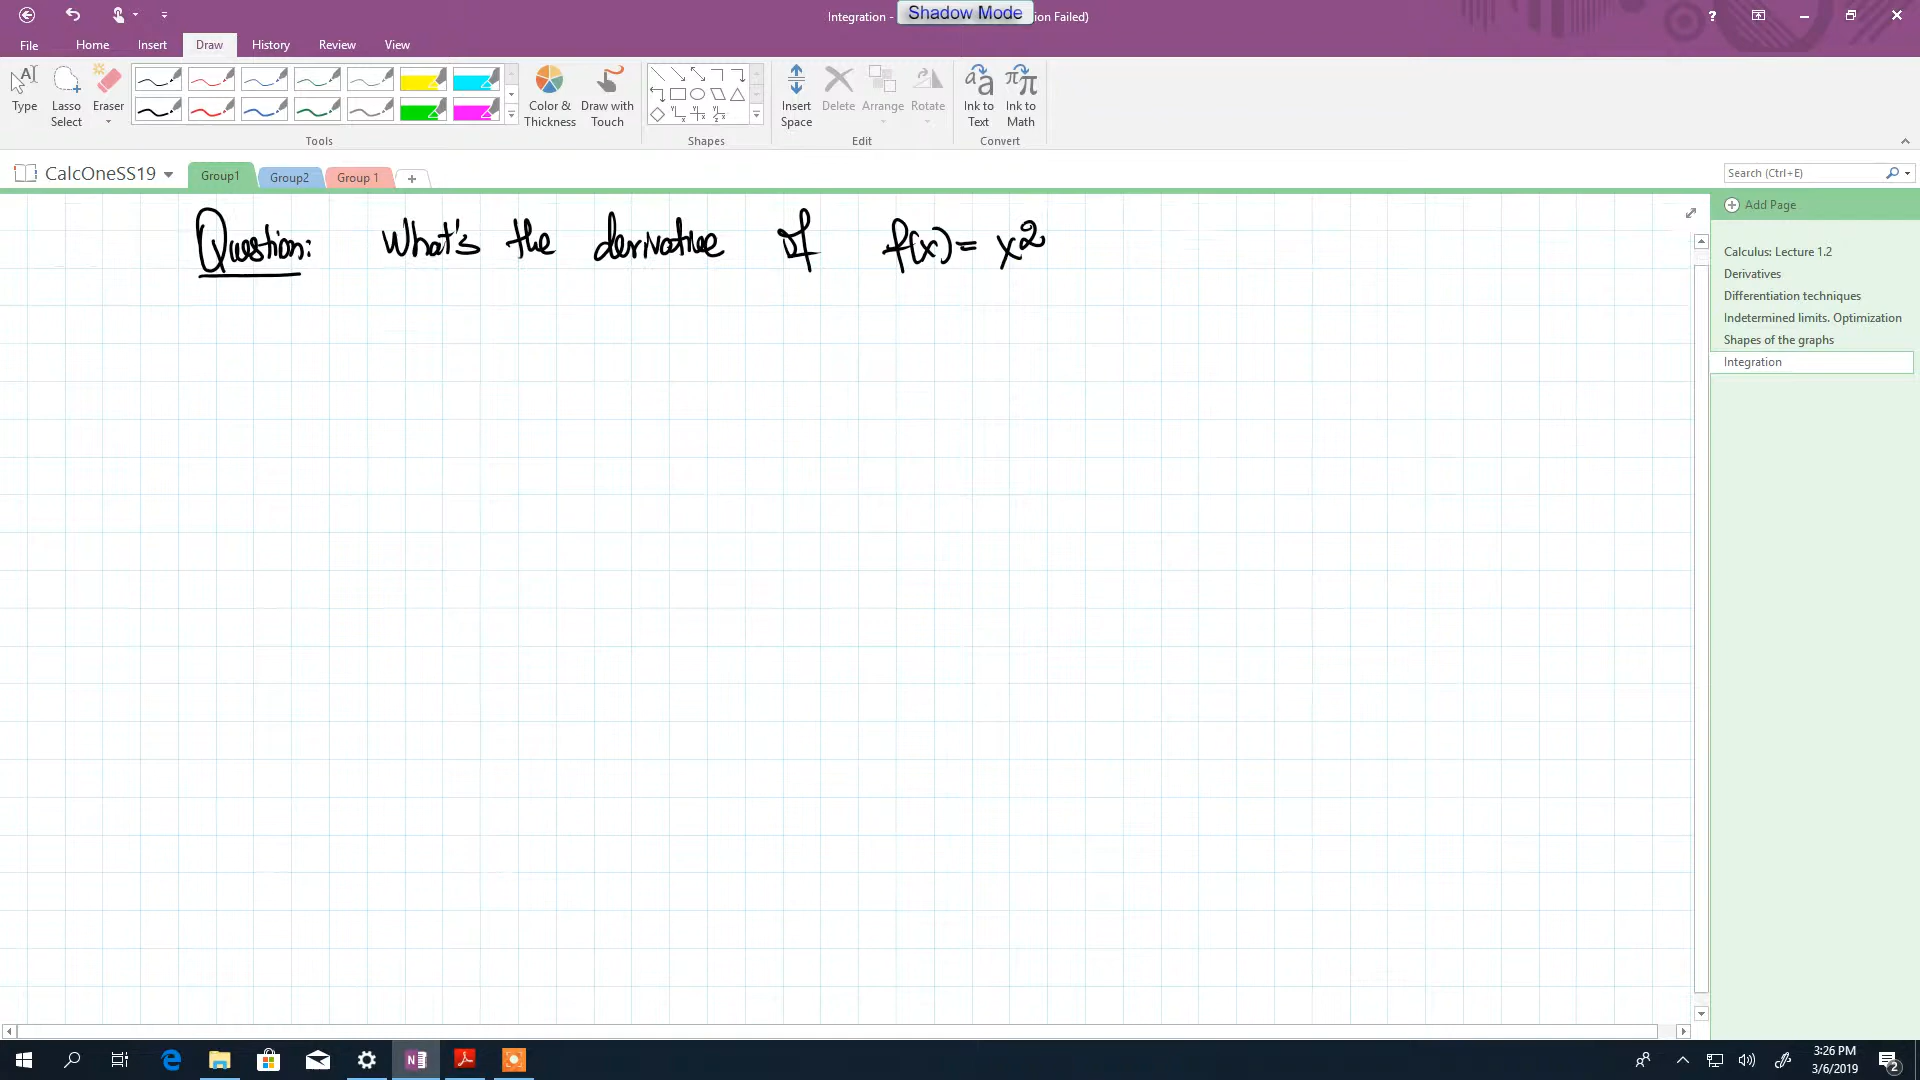 Integration - Shadow Mode ion Failed)
File Home Insert Draw History Review View
Type Lasso Select Eraser Color & Thickness Draw with Touch Insert Space Delete Arrange Rotate Ink to Text Ink to Math
Tools Shapes Edit Convert
CalcOneSS19 Group1 Group2 Group 1 Search (Ctrl+E)
Add Page
Question: What's the derivative of f(x) = x2
Calculus: Lecture 1.2
Derivatives
Differentiation techniques
Indetermined limits. Optimization
Shapes of the graphs
Integration
3:26 PM
3/6/2019
2